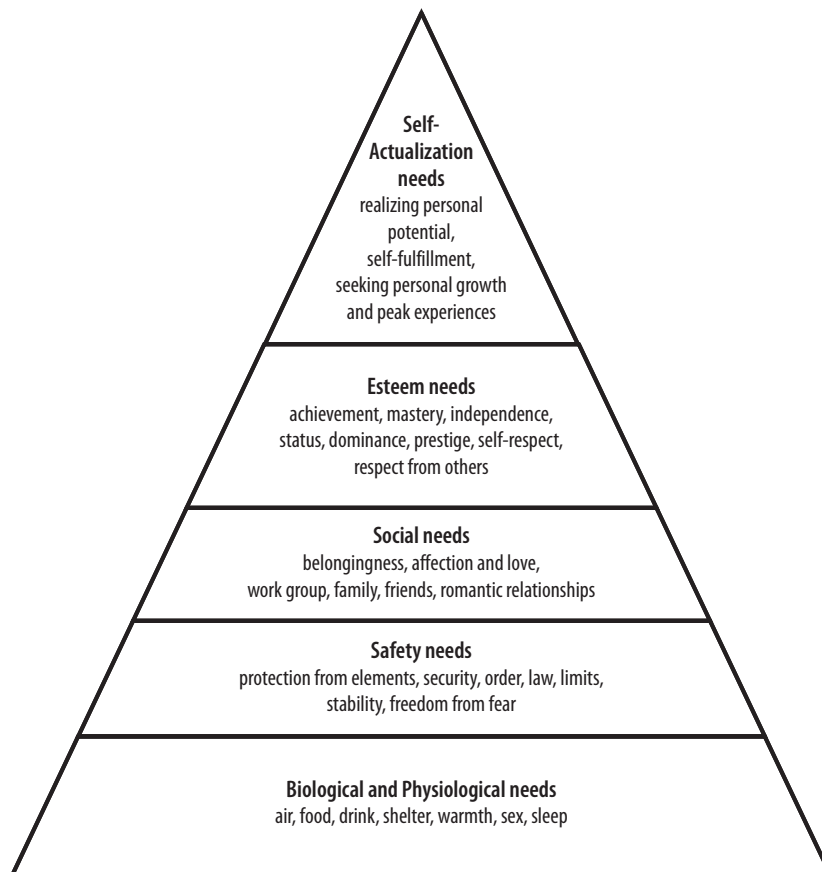 Self-
Actualization
needs
realizing personal
potential,
self-fulfillment,
seeking personal growth
and peak experiences
Esteem needs
achievement, mastery, independence,
status, dominance, prestige, self-respect,
respect from others
Social needs
belongingness, affection and love,
work group, family, friends, romantic relationships
Safety needs
protection from elements, security, order, law, limits,
stability, freedom from fear
Biological and Physiological needs
air, food, drink, shelter, warmth, sex, sleep